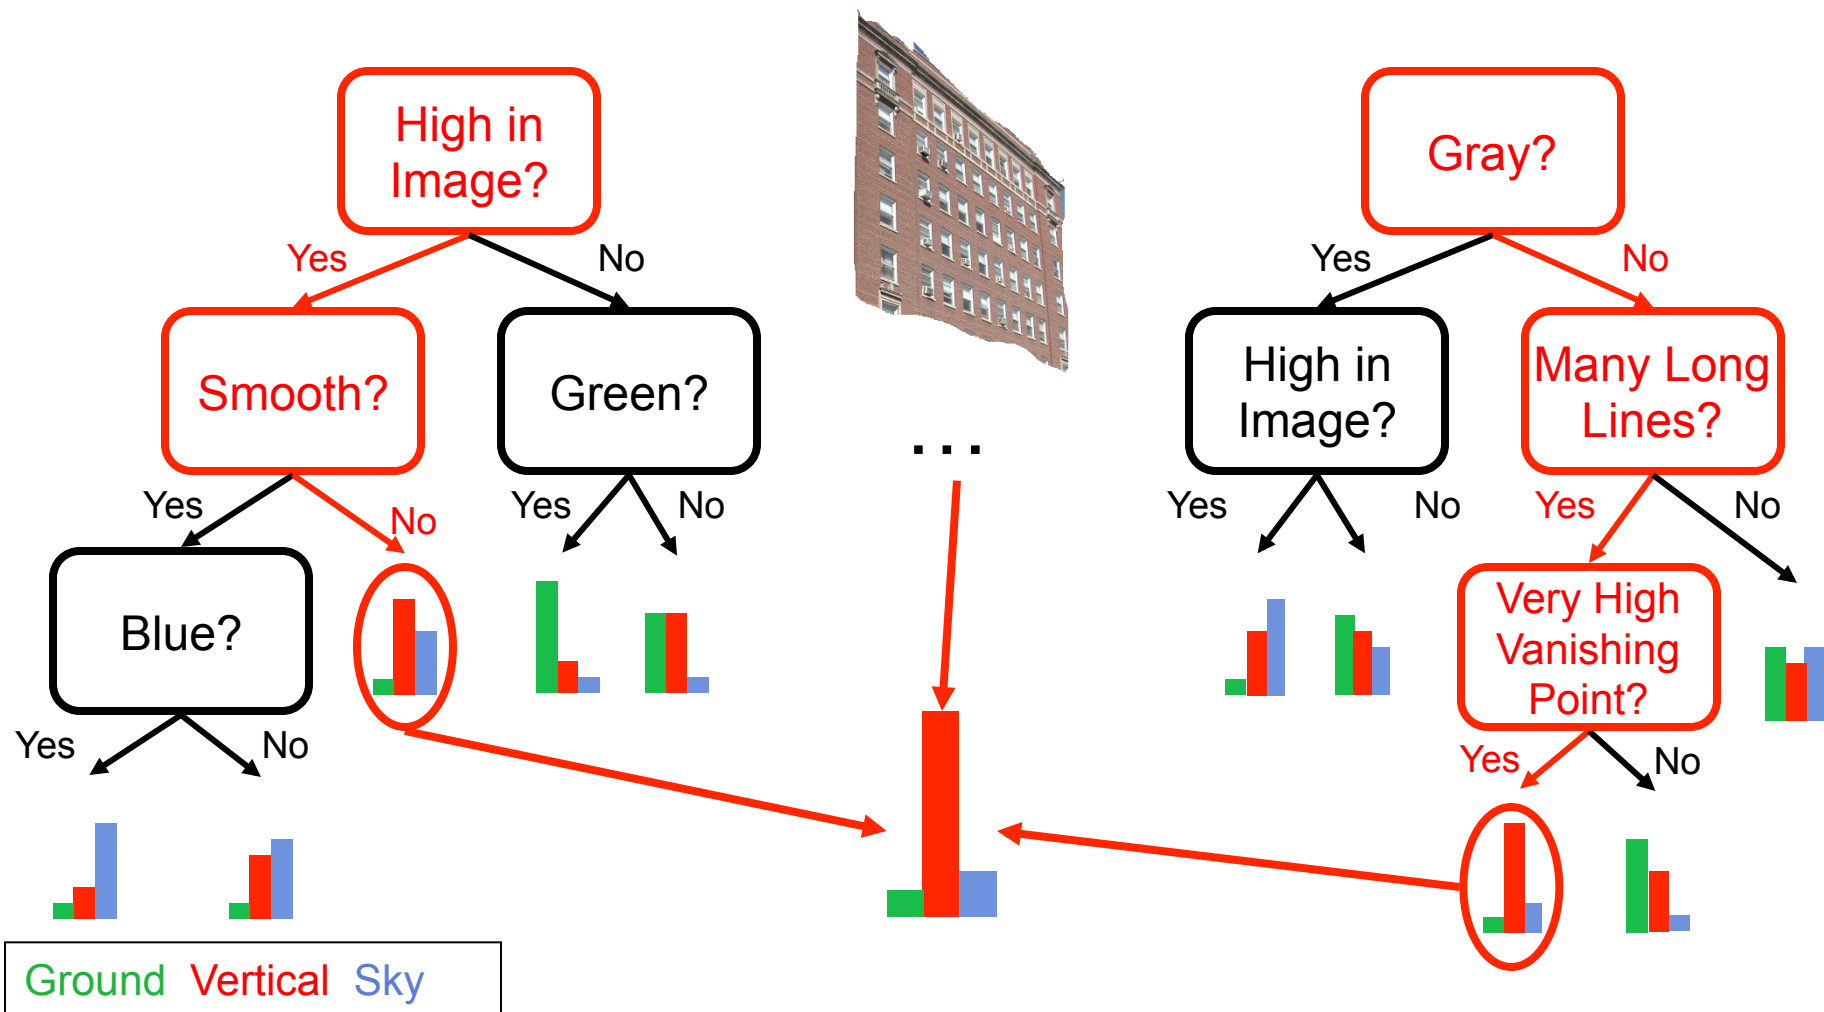 High in
Image?
Yes
No
Smooth?
Green?
Yes
No
Yes
No
Blue?
Yes
No
...
Gray?
Yes
No
High in
Image?
Many Long
Lines?
Yes
No
Yes
No
Very High
Vanishing
Point?
Yes
No
Ground Vertical Sky